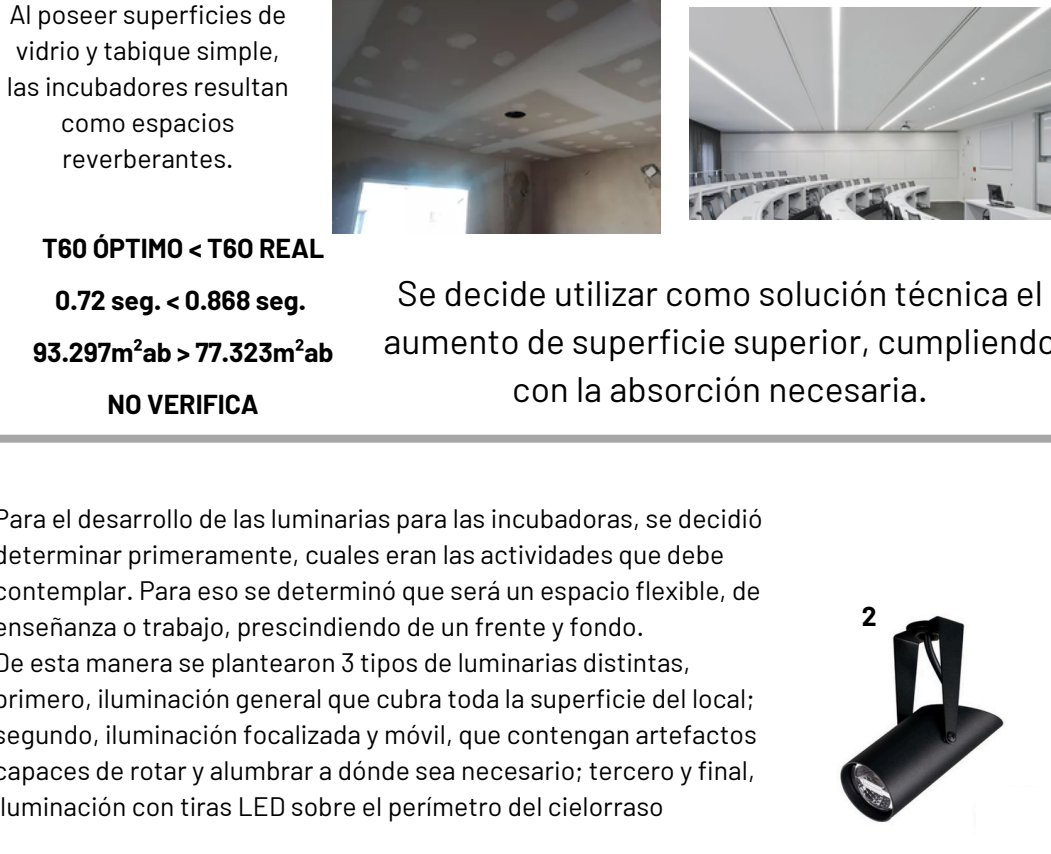 Al poseer superficies de
vidrio y tabique simple,
las incubadores resultan
como espacios
reverberantes.
T60 ÓPTIMO < T60 REAL
0.72 seg. < 0.868 seg.
93.297m²ab > 77.323m²ab
NO VERIFICA
Se decide utilizar como solución técnica el
aumento de superficie superior, cumpliendo
con la absorción necesaria.
Para el desarrollo de las luminarias para las incubadoras, se decidió
determinar primeramente, cuales eran las actividades que debe
contemplar. Para eso se determinó que será un espacio flexible, de
enseñanza o trabajo, prescindiendo de un frente y fondo.
De esta manera se plantearon 3 tipos de luminarias distintas,
primero, iluminación general que cubra toda la superficie del local;
segundo, iluminación focalizada y móvil, que contengan artefactos
capaces de rotar y alumbrar a dónde sea necesario; tercero y final,
iluminación con tiras LED sobre el perímetro del cielorraso
2